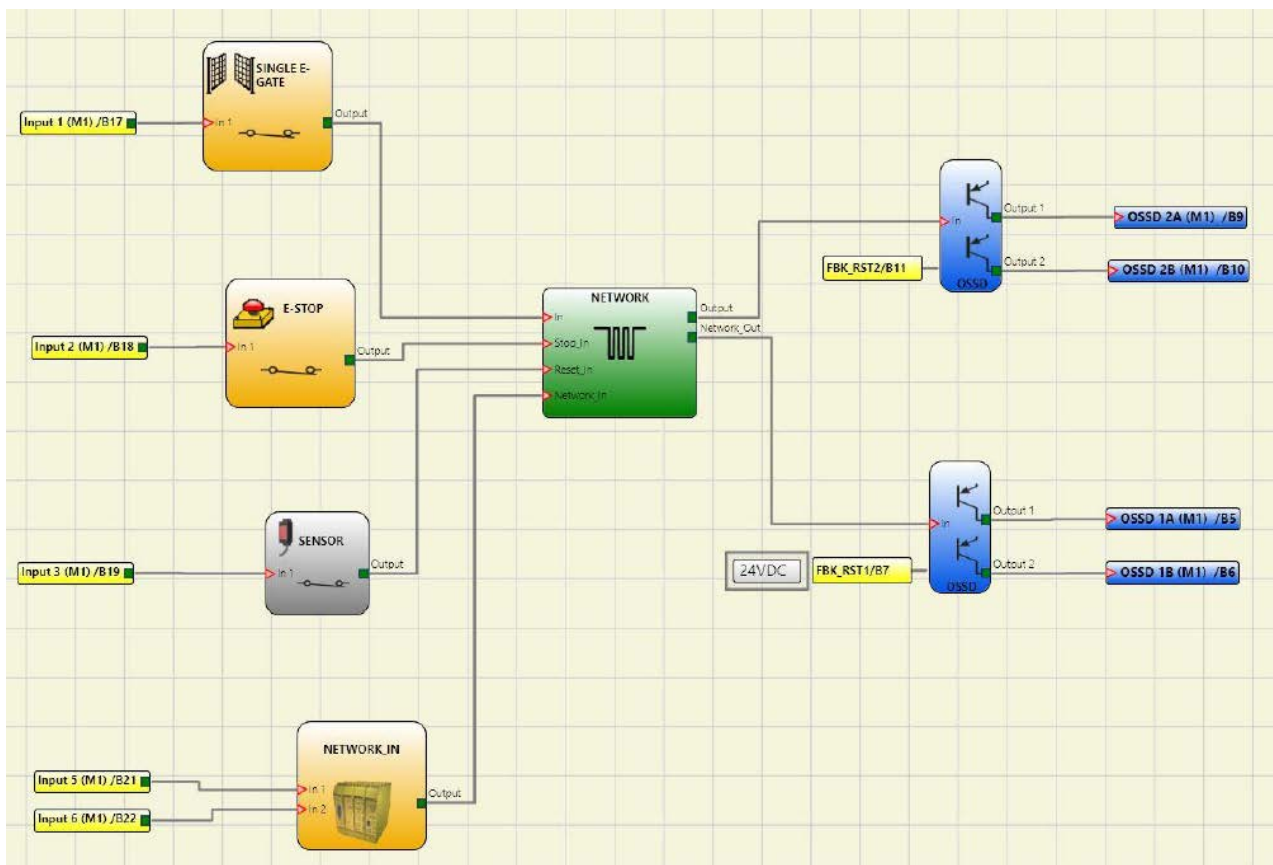 SINGLE E-
GATE
Input 1 (M1) /B17
In 1
Output
E-STOP
Input 2 (M1) /B18
In 1
Output
SENSOR
Input 3 (M1) /B19
In 1
Output
NETWORK_IN
Input 5 (M1) /B21
In 1
Input 6 (M1) /B22
In 2
Output
NETWORK
In
Stop_In
Reset_In
Network_In
Output
Network_Out
In
Output 1
Output 2
FBK_RST2/B11
OSSD
OSSD 2A (M1) /B9
OSSD 2B (M1) /B10
In
Output 1
Output 2
24VDC
FBK_RST1/B7
OSSD
OSSD 1A (M1) /B5
OSSD 1B (M1) /B6